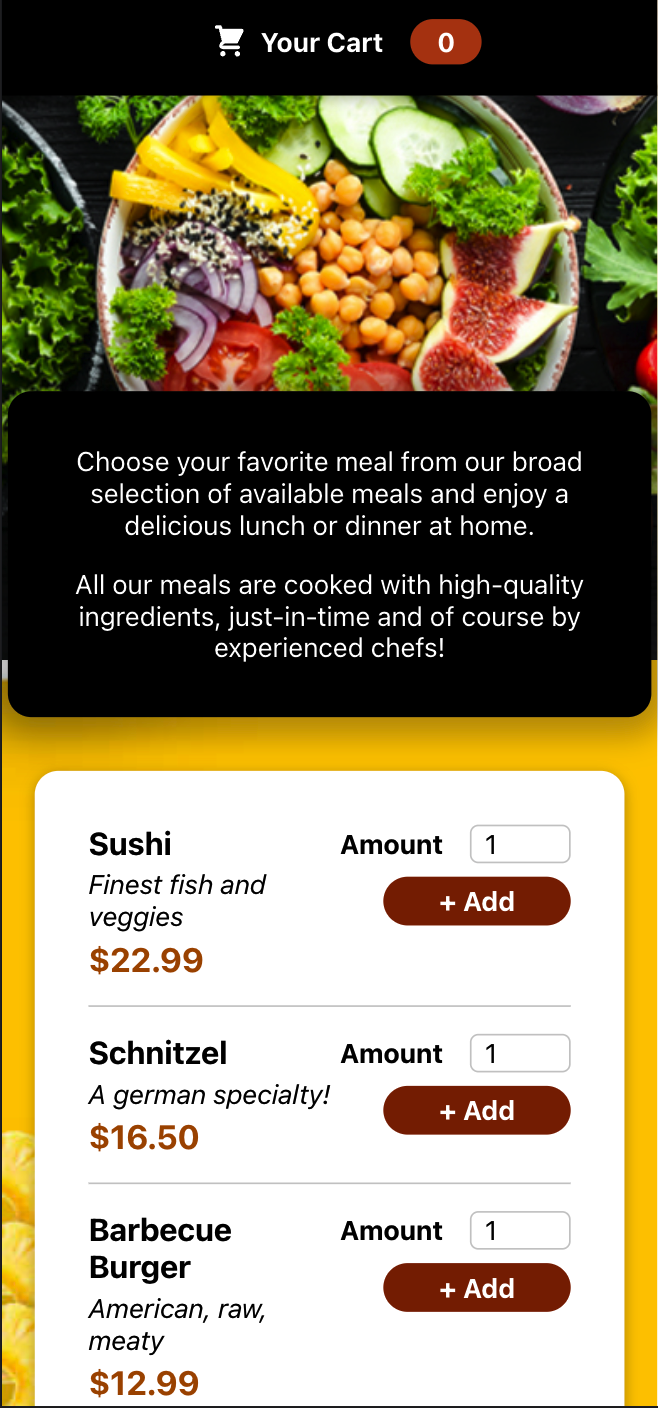 Your Cart 0
Choose your favorite meal from our broad
selection of available meals and enjoy a
delicious lunch or dinner at home.
All our meals are cooked with high-quality
ingredients, just-in-time and of course by
experienced chefs!
Sushi
Finest fish and
veggies
$22.99
Amount 1
+ Add
Schnitzel
A german specialty!
$16.50
Amount 1
+ Add
Barbecue
Burger
American, raw,
meaty
$12.99
Amount 1
+ Add